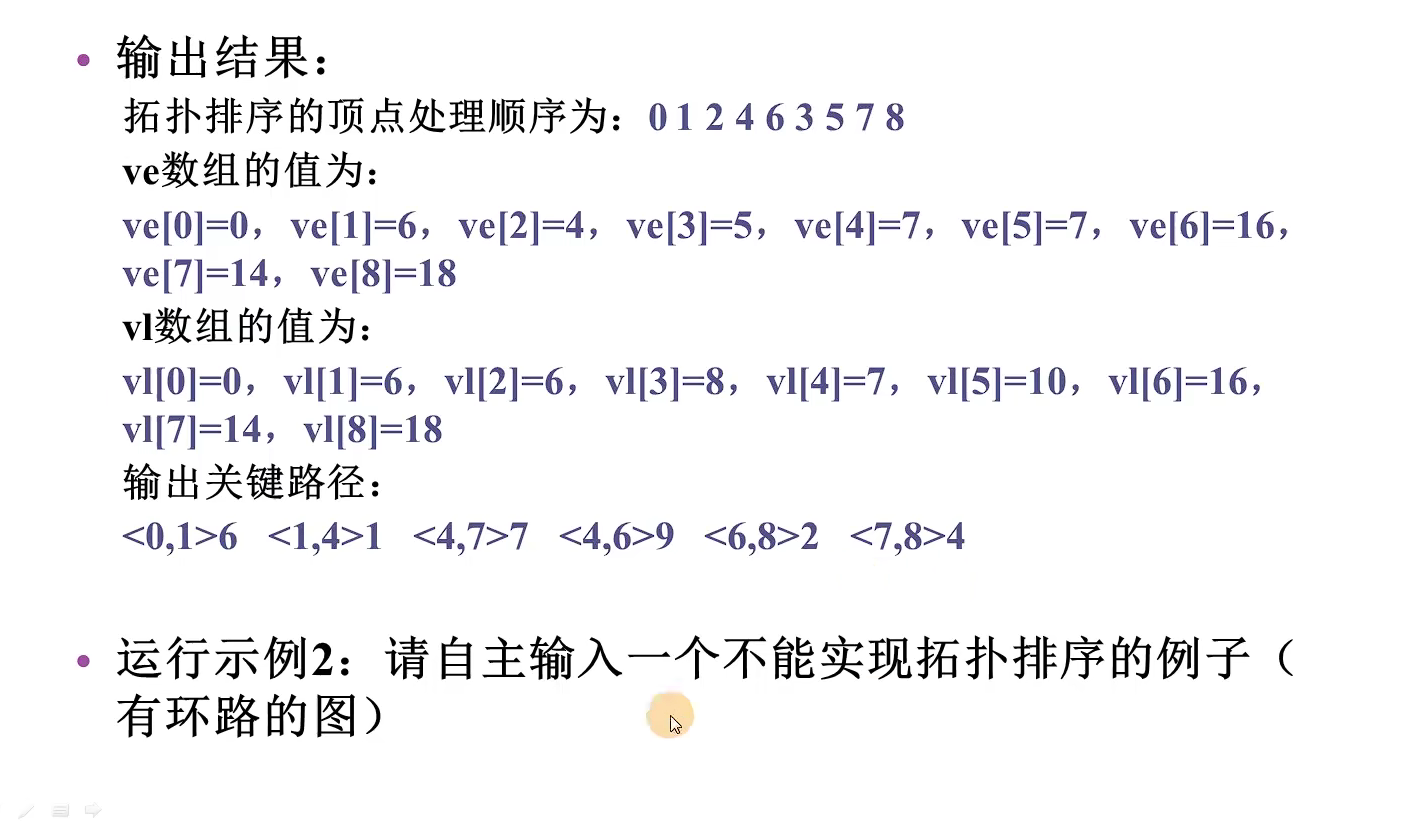 • 输出结果：
拓扑排序的顶点处理顺序为：0 1 2 4 6 3 5 7 8
ve数组的值为：
ve[0]=0，ve[1]=6，ve[2]=4，ve[3]=5，ve[4]=7，ve[5]=7，ve[6]=16，
ve[7]=14，ve[8]=18
vl数组的值为：
vl[0]=0，vl[1]=6，vl[2]=6，vl[3]=8，vl[4]=7，vl[5]=10，vl[6]=16，
vl[7]=14，vl[8]=18
输出关键路径：
<0,1>6 <1,4>1 <4,7>7 <4,6>9 <6,8>2 <7,8>4
• 运行示例2：请自主输入一个不能实现拓扑排序的例子（
有环路的图）